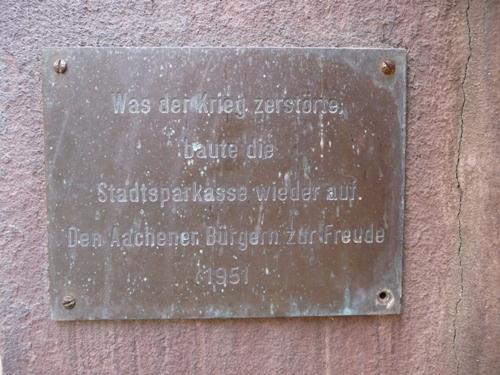 Was der Krieg zerstörte,
baute die
Stadtsparkasse wieder auf.
Den Aachener Bürgern zur Freude
1951